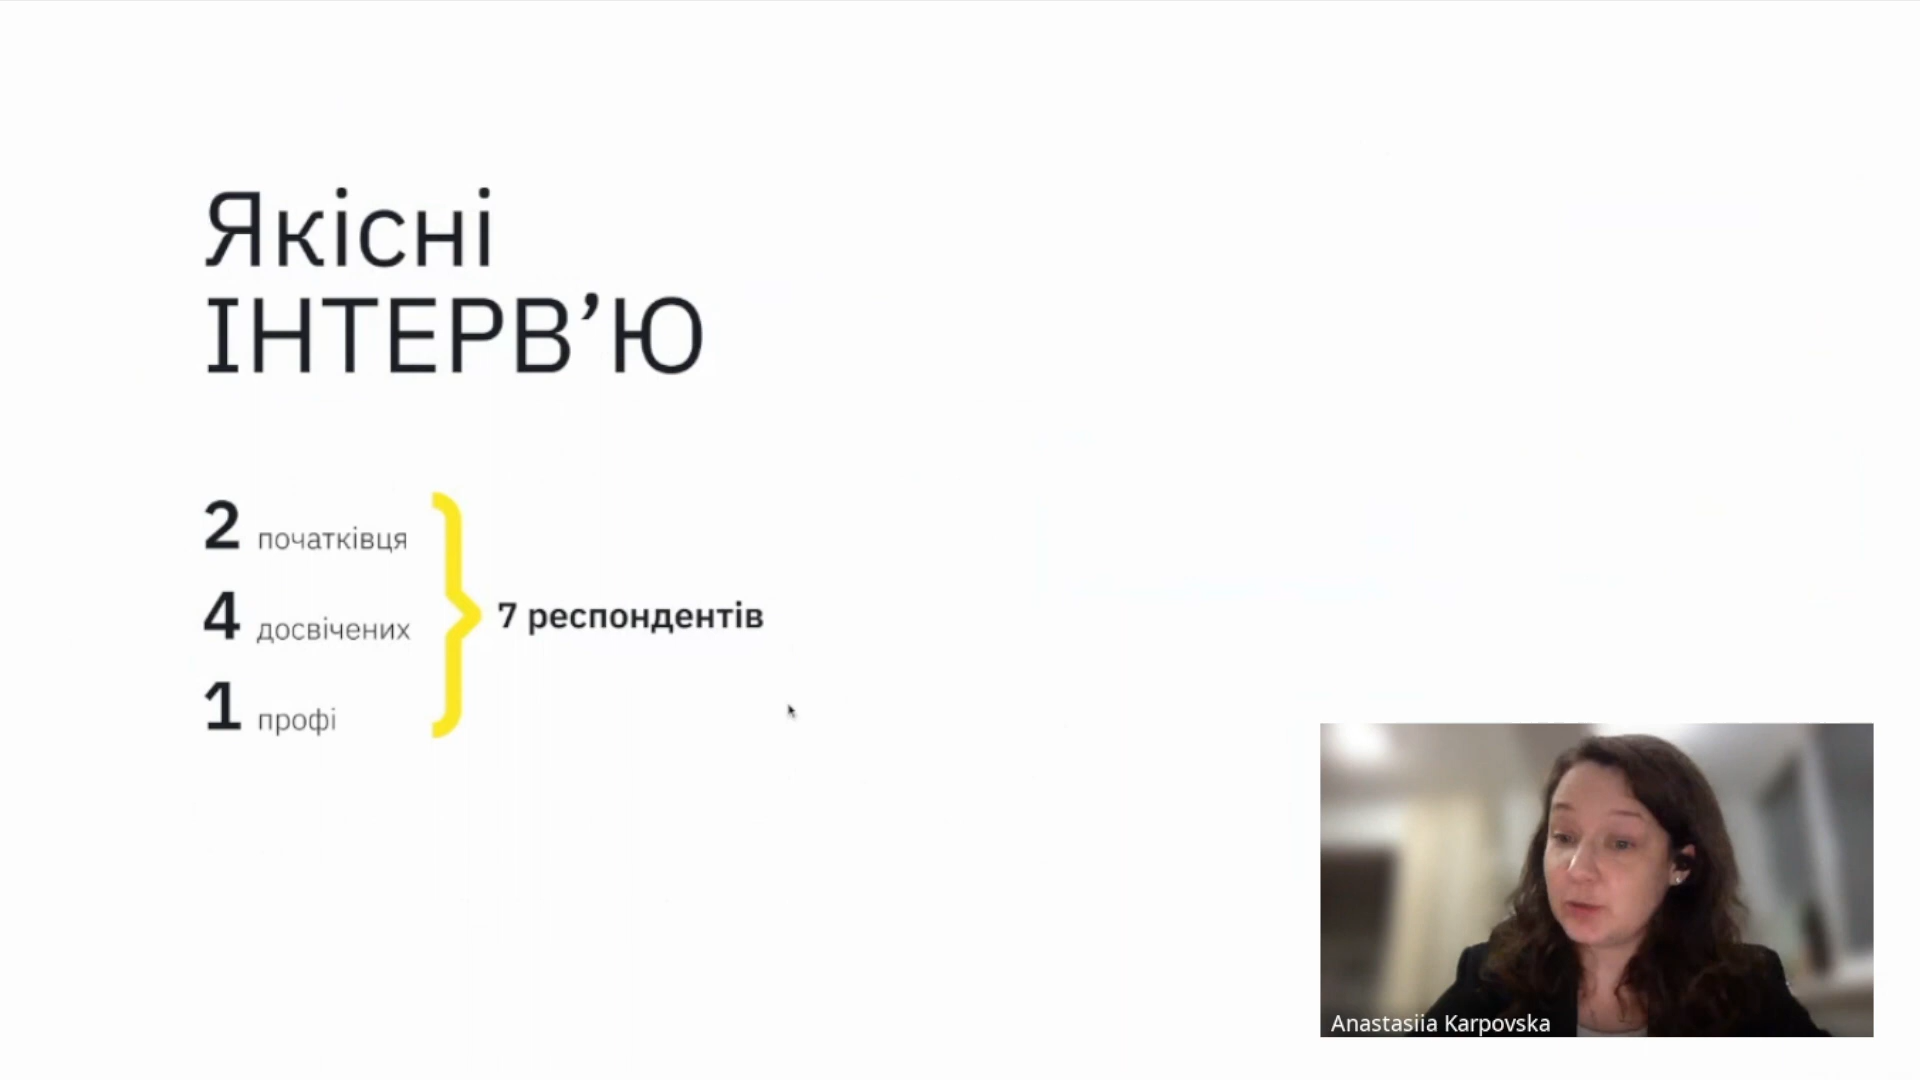 Якісні
ІНТЕРВ’Ю
2 початківця
4 досвічених
1 профі
7 респондентів
Anastasiia Karpovska